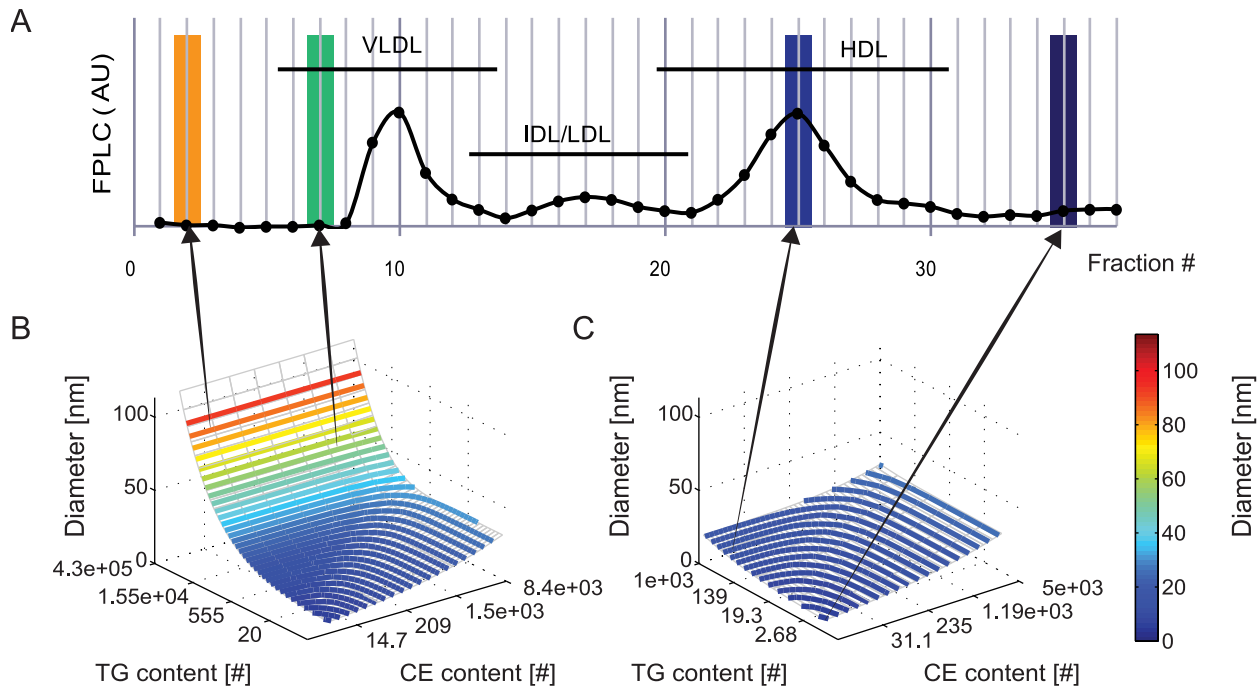 A
FPLC ( AU)
VLDL
HDL
IDL/LDL
0
10
20
30
Fraction #
B
Diameter [nm]
100
50
0
4.3e+05
1.55e+04
555
20
14.7
209
1.5e+03
8.4e+03
TG content [#]
CE content [#]
C
Diameter [nm]
100
50
0
1e+03
139
19.3
2.68
31.1
235
1.19e+03
5e+03
TG content [#]
CE content [#]
100
80
60
40
20
0
Diameter [nm]